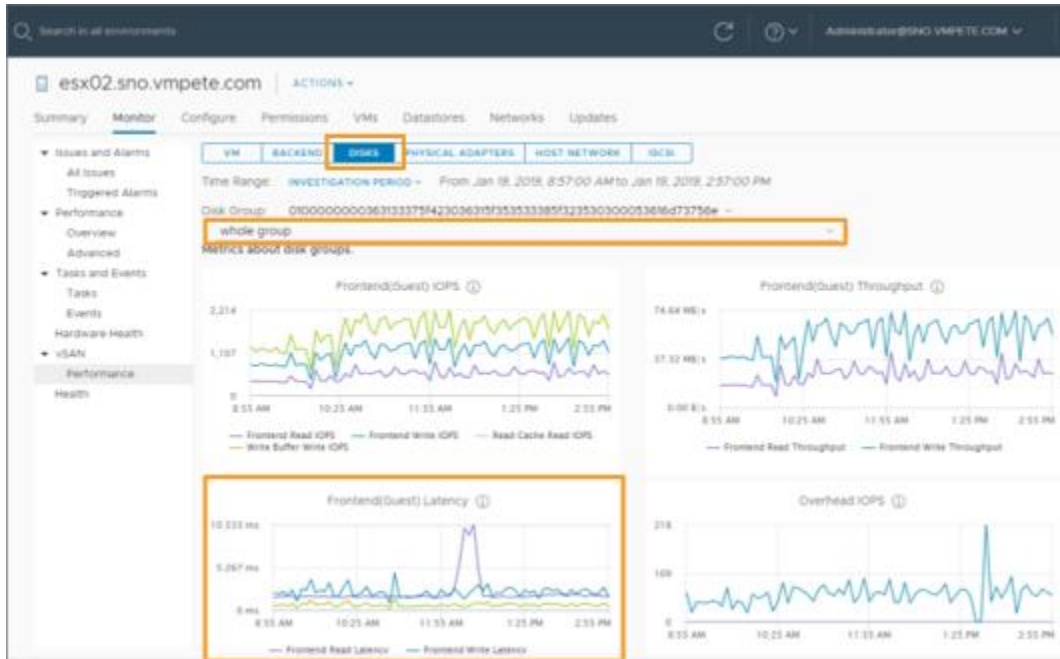 Search in all environments
Administrator@SNO.VMPETE.COM
esx02.sno.vmpete.com
ACTIONS
Summary Monitor Configure Permissions VMs Datastores Networks Updates
Issues and Alarms
All Issues
Triggered Alarms
Performance
Overview
Advanced
Tasks and Events
Tasks
Events
Hardware Health
vSAN
Performance
Health
VM BACKEND DISKS PHYSICAL ADAPTERS HOST NETWORK ISCSI
Time Range: INVESTIGATION PERIOD From Jan 19, 2019, 8:57:00 AM to Jan 19, 2019, 2:57:00 PM
Disk Group:
whole group
Metrics about disk groups.
Frontend(Guest) IOPS
2,214
1,107
0
8:55 AM 10:25 AM 11:55 AM 1:25 PM 2:55 PM
Frontend Read IOPS Frontend Write IOPS Read Cache Read IOPS
Write Buffer Write IOPS
Frontend(Guest) Throughput
74.64 MB/s
37.32 MB/s
0.00 B/s
8:55 AM 10:25 AM 11:55 AM 1:25 PM 2:55 PM
Frontend Read Throughput Frontend Write Throughput
Frontend(Guest) Latency
10.533 ms
5.267 ms
0 ms
8:55 AM 10:25 AM 11:55 AM 1:25 PM 2:55 PM
Frontend Read Latency Frontend Write Latency
Overhead IOPS
218
109
0
8:55 AM 10:25 AM 11:55 AM 1:25 PM 2:55 PM